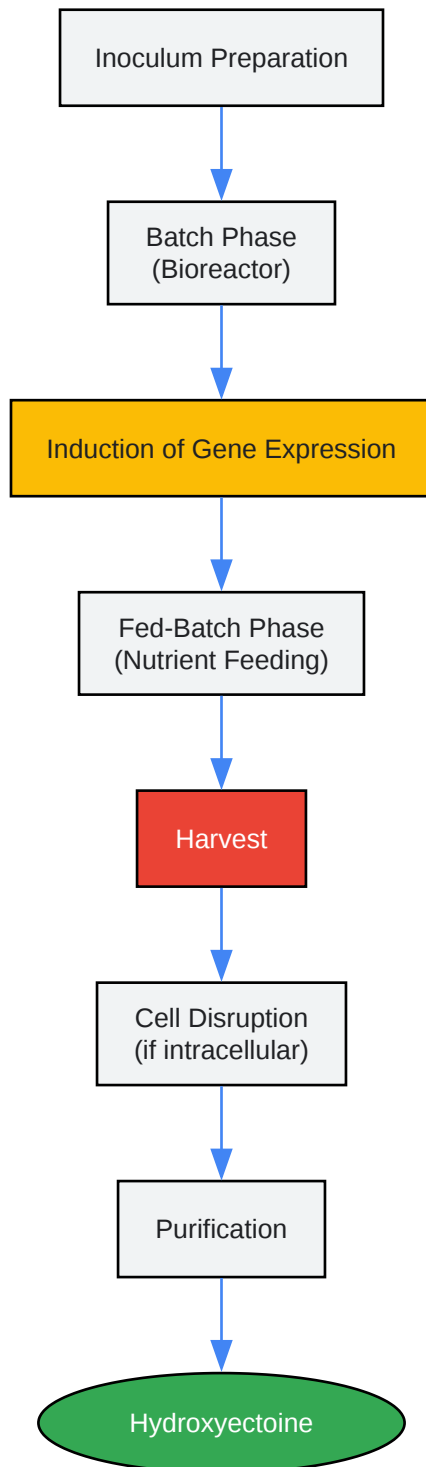 Inoculum Preparation
Batch Phase
(Bioreactor)
Induction of Gene Expression
Fed-Batch Phase
(Nutrient Feeding)
Harvest
Cell Disruption
(if intracellular)
Purification
Hydroxyectoine